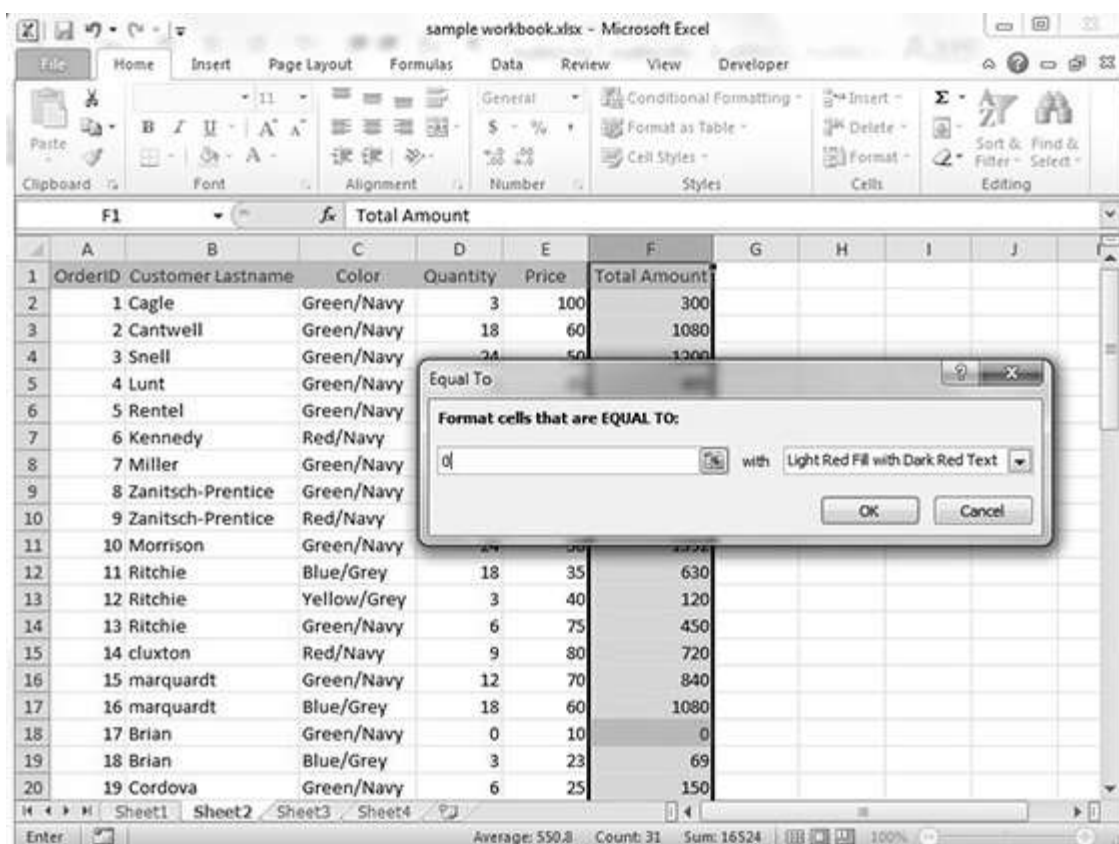 sample workbook.xlsx - Microsoft Excel
File Home Insert Page Layout Formulas Data Review View Developer
11 General Conditional Formatting Insert
Paste B I U A A $ % , Format as Table Delete Sort & Find &
A Cell Styles Format Filter Select
Clipboard Font Alignment Number Styles Cells Editing
F1 fx Total Amount
A B C D E F G H I J
1 OrderID Customer Lastname Color Quantity Price Total Amount
2 1 Cagle Green/Navy 3 100 300
3 2 Cantwell Green/Navy 18 60 1080
4 3 Snell Green/Navy 24 50 1200
5 4 Lunt Green/Navy
6 5 Rentel Green/Navy
7 6 Kennedy Red/Navy
8 7 Miller Green/Navy
9 8 Zanitsch-Prentice Green/Navy
10 9 Zanitsch-Prentice Red/Navy
11 10 Morrison Green/Navy
12 11 Ritchie Blue/Grey 18 35 630
13 12 Ritchie Yellow/Grey 3 40 120
14 13 Ritchie Green/Navy 6 75 450
15 14 cluxton Red/Navy 9 80 720
16 15 marquardt Green/Navy 12 70 840
17 16 marquardt Blue/Grey 18 60 1080
18 17 Brian Green/Navy 0 10 0
19 18 Brian Blue/Grey 3 23 69
20 19 Cordova Green/Navy 6 25 150
Equal To
Format cells that are EQUAL TO:
0 with Light Red Fill with Dark Red Text
OK Cancel
Sheet1 Sheet2 Sheet3 Sheet4
Enter Average: 550.8 Count: 31 Sum: 16524 100%